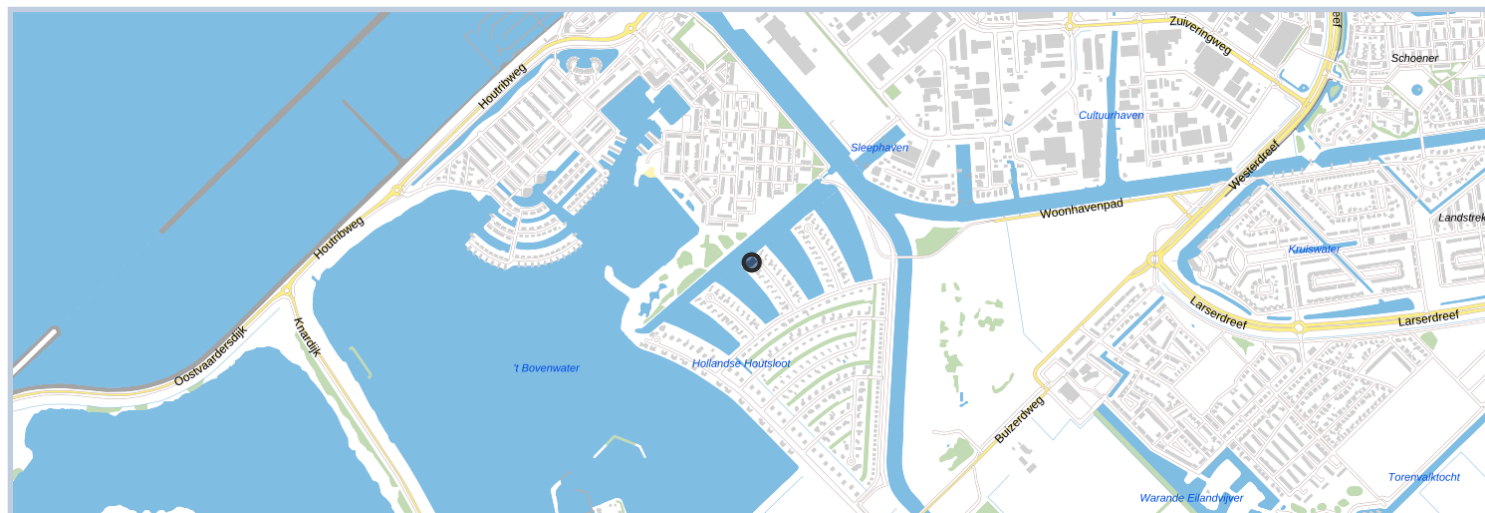 Zuiveringweg
eef
Schoener
Houtribweg
Cultuurhaven
Sleephaven
Westerdreef
Woonhavenpad
Landstrek
Houtribweg
Kruiswater
Larserdreef
Larserdreef
Knardijk
Oostvaardersdijk
't Bovenwater
Hollandse Houtsloot
Buizerdweg
Torenvalktocht
Warande Eilandvijver